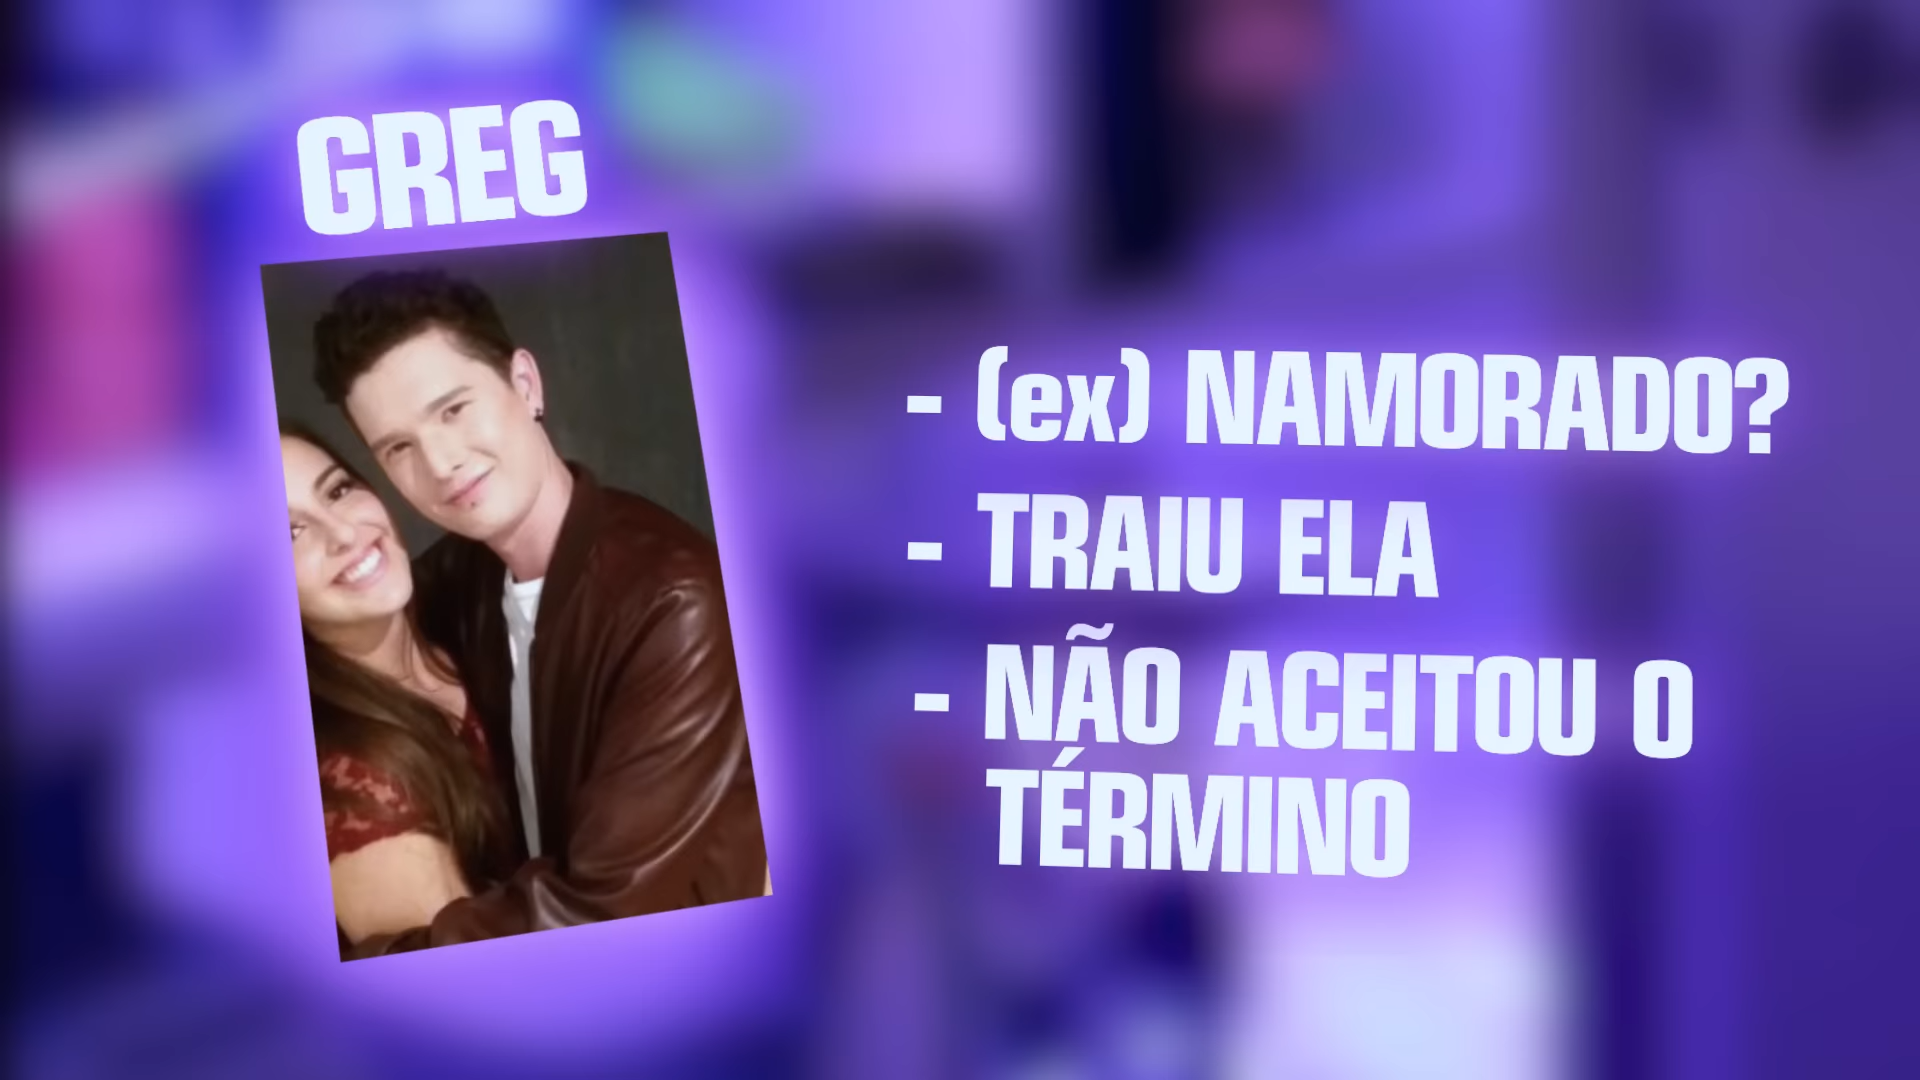 GREG
- (ex) NAMORADO?
- TRAIU ELA
- NÃO ACEITOU O
TÉRMINO